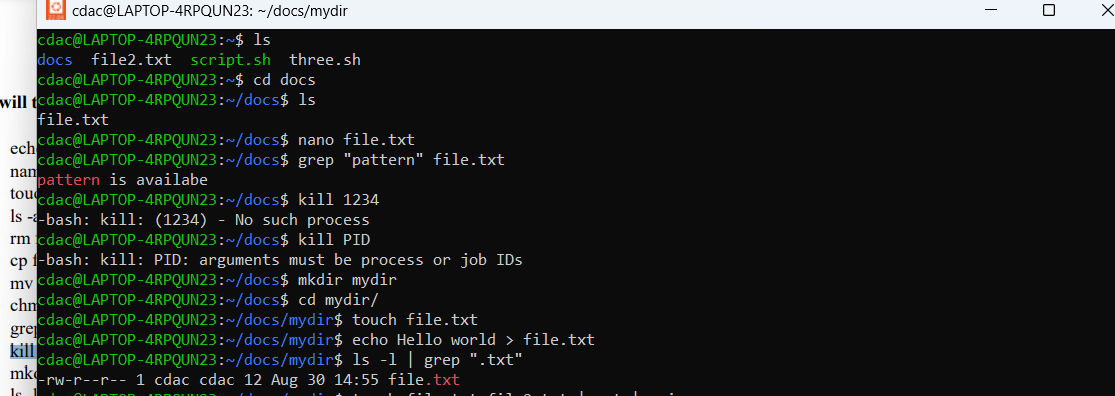 cdac@LAPTOP-4RPQUN23: ~/docs/mydir
cdac@LAPTOP-4RPQUN23:~$ ls
docs  file2.txt  script.sh  three.sh
cdac@LAPTOP-4RPQUN23:~$ cd docs
cdac@LAPTOP-4RPQUN23:~/docs$ ls
file.txt
cdac@LAPTOP-4RPQUN23:~/docs$ nano file.txt
cdac@LAPTOP-4RPQUN23:~/docs$ grep "pattern" file.txt
pattern is availabe
cdac@LAPTOP-4RPQUN23:~/docs$ kill 1234
-bash: kill: (1234) - No such process
cdac@LAPTOP-4RPQUN23:~/docs$ kill PID
-bash: kill: PID: arguments must be process or job IDs
cdac@LAPTOP-4RPQUN23:~/docs$ mkdir mydir
cdac@LAPTOP-4RPQUN23:~/docs$ cd mydir/
cdac@LAPTOP-4RPQUN23:~/docs/mydir$ touch file.txt
cdac@LAPTOP-4RPQUN23:~/docs/mydir$ echo Hello world > file.txt
cdac@LAPTOP-4RPQUN23:~/docs/mydir$ ls -l | grep ".txt"
-rw-r--r-- 1 cdac cdac 12 Aug 30 14:55 file.txt
will
rm
cp
mv
kill